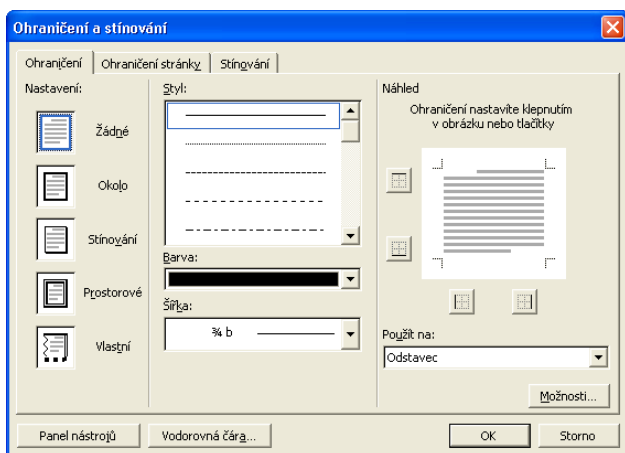 Ohraničení a stínování
Ohraničení
Ohraničení stránky
Stínování
Nastavení:
Žádné
Okolo
Stínování
Prostorové
Vlastní
Styl:
Barva:
Šířka:
¾ b
Náhled
Ohraničení nastavíte klepnutím
v obrázku nebo tlačítky
Použít na:
Odstavec
Možnosti...
Panel nástrojů
Vodorovná čára...
OK
Storno